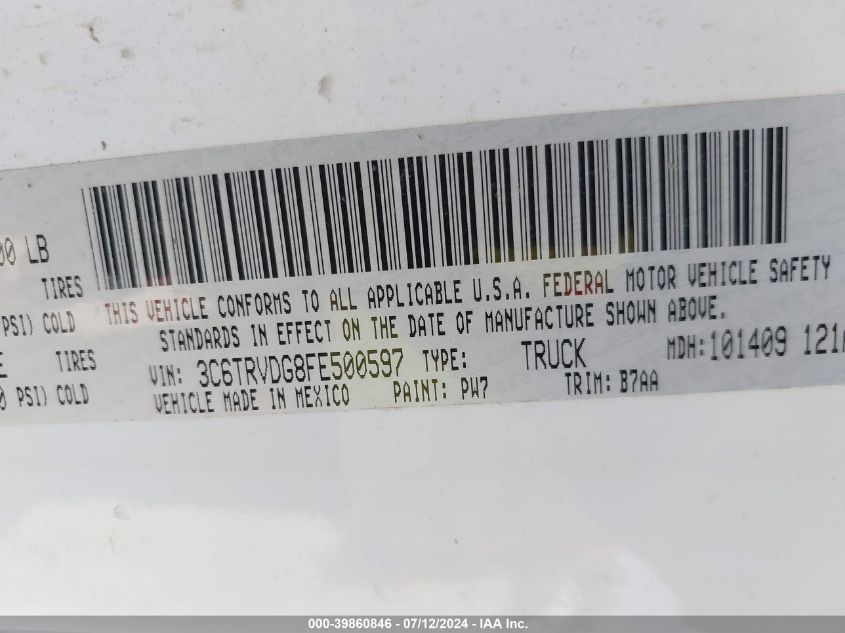 00 LB
TIRES
PSI) COLD
THIS VEHICLE CONFORMS TO ALL APPLICABLE U.S.A. FEDERAL MOTOR VEHICLE SAFETY
STANDARDS IN EFFECT ON THE DATE OF MANUFACTURE SHOWN ABOVE.
E TIRES
VIN: 3C6TRVDG8FE500597 TYPE: TRUCK MDH:101409 121
0 PSI) COLD
VEHICLE MADE IN MEXICO PAINT: PW7 TRIM: B7AA
000-39860846 - 07/12/2024 - IAA Inc.